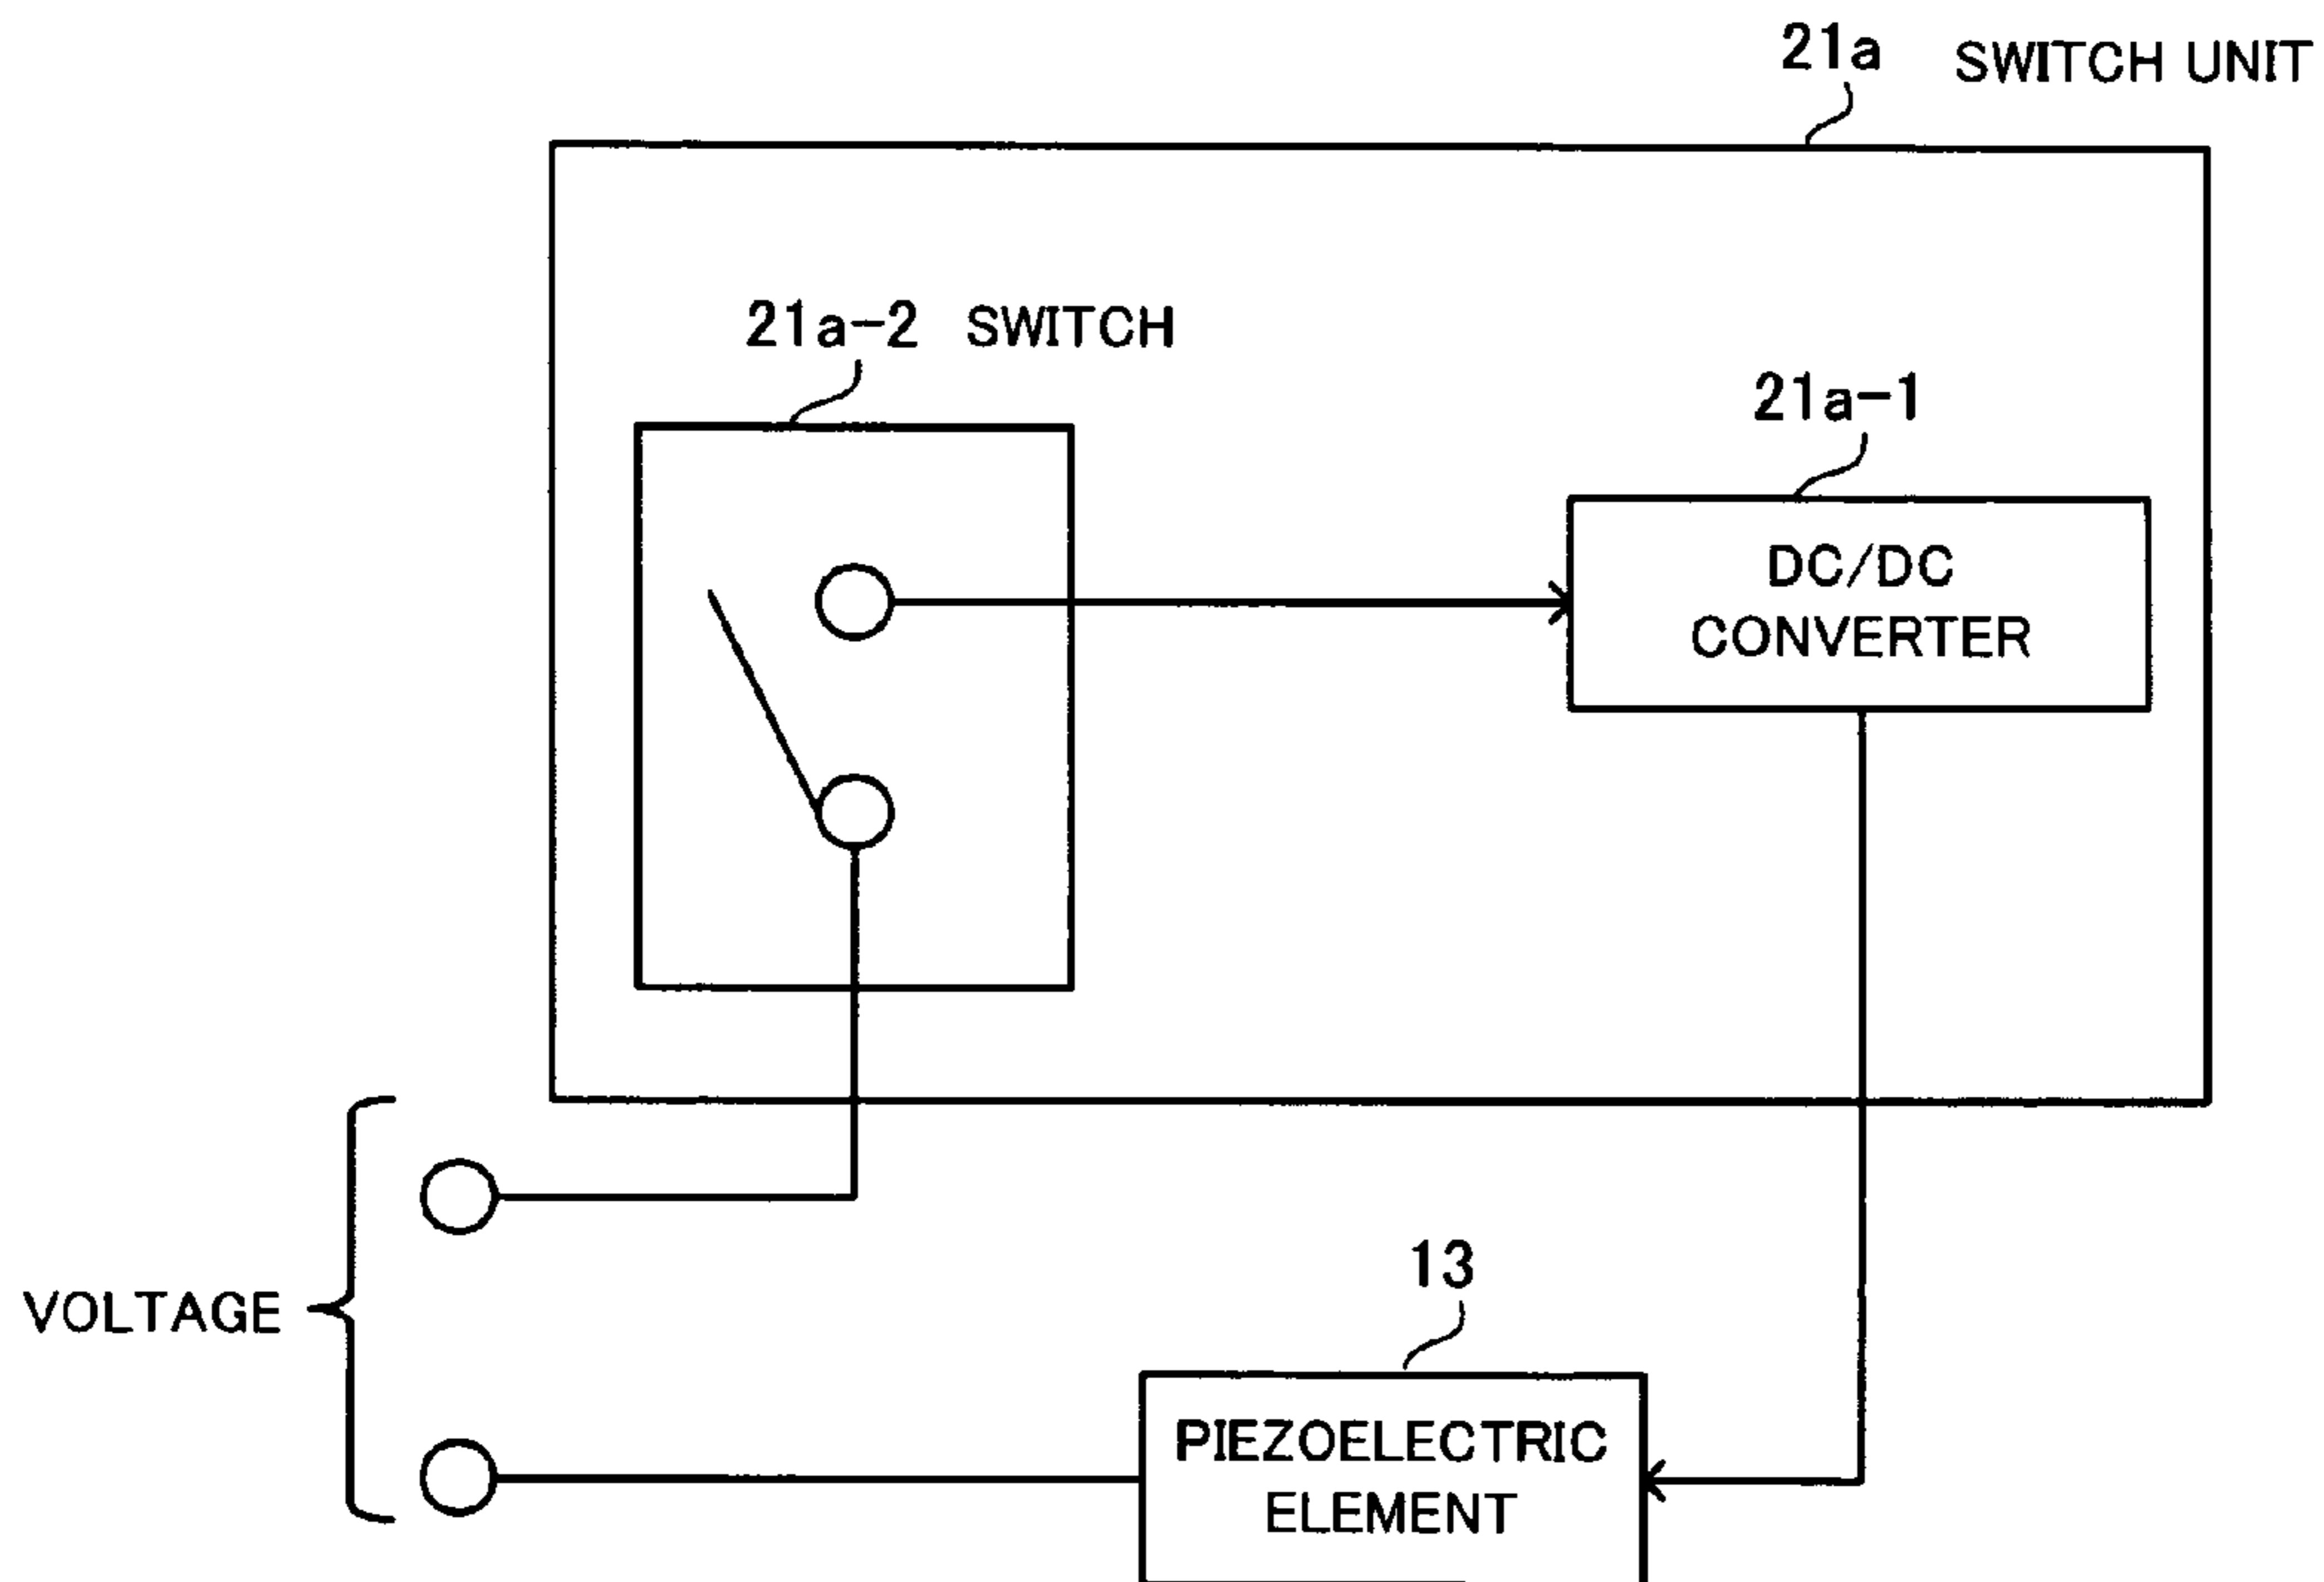 21a SWITCH UNIT
21a-2 SWITCH
21a-1
DC/DC
CONVERTER
VOLTAGE
13
PIEZOELECTRIC
ELEMENT